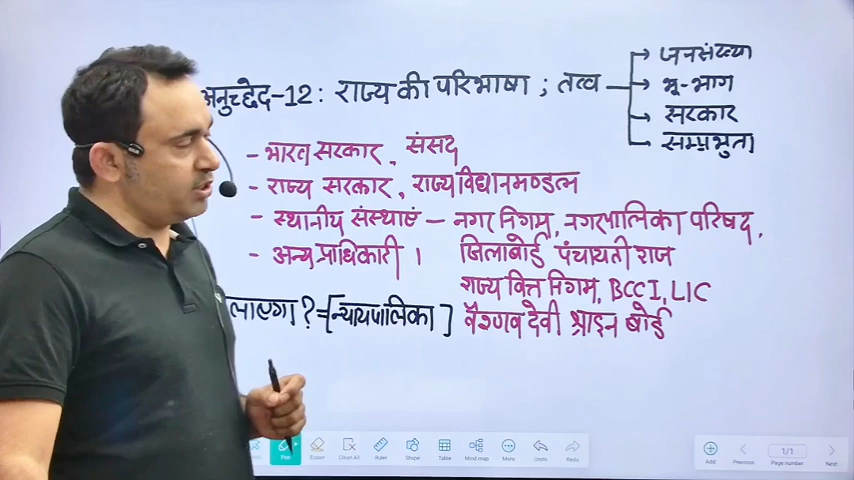 अनुच्छेद-12: राज्य की परिभाषा ; तत्व
जनसंख्या
भू-भाग
सरकार
सम्प्रभुता
- भारत सरकार, संसद
- राज्य सरकार, राज्य विधानमण्डल
- स्थानीय संस्थाएं - नगर निगम, नगरपालिका परिषद,
जिलाबोर्ड पंचायती राज
- अन्य प्राधिकारी ।
राज्य वित्त निगम, BCCI, LIC
वैश्णव देवी श्राइन बोर्ड
लाएगा? = [न्यायपालिका]
Pen Eraser Clean All Ruler Shape Table Mind map More Undo Redo
Add Previous 1/1 Page number Next